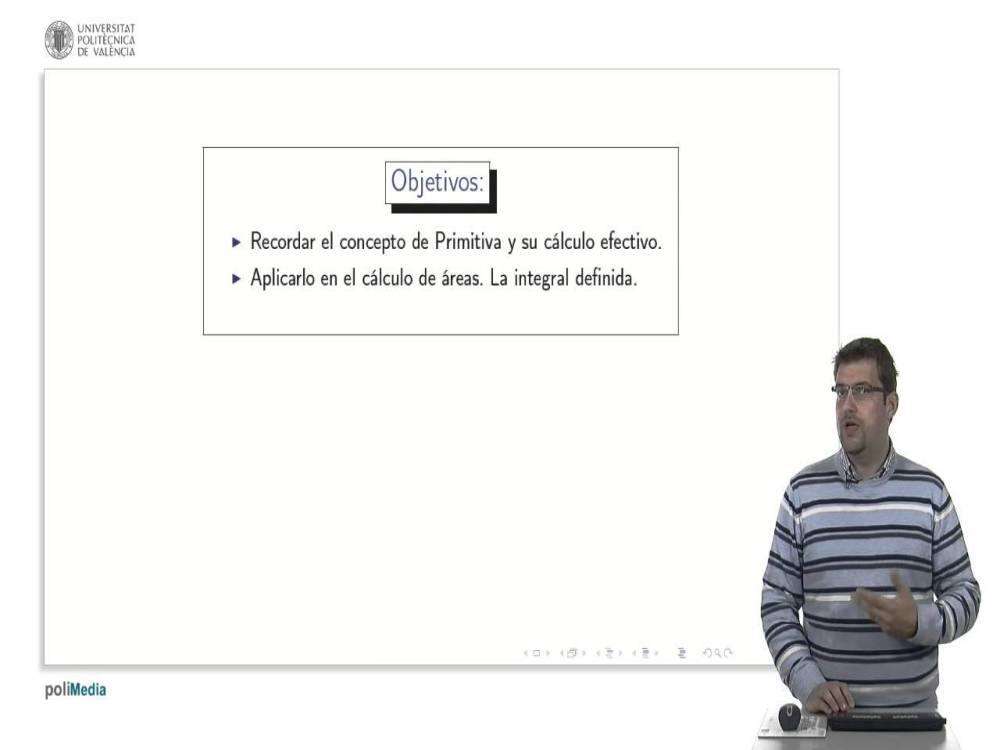 UNIVERSITAT
POLITÈCNICA
DE VALÈNCIA
Objetivos:
Recordar el concepto de Primitiva y su cálculo efectivo.
Aplicarlo en el cálculo de áreas. La integral definida.
poliMedia